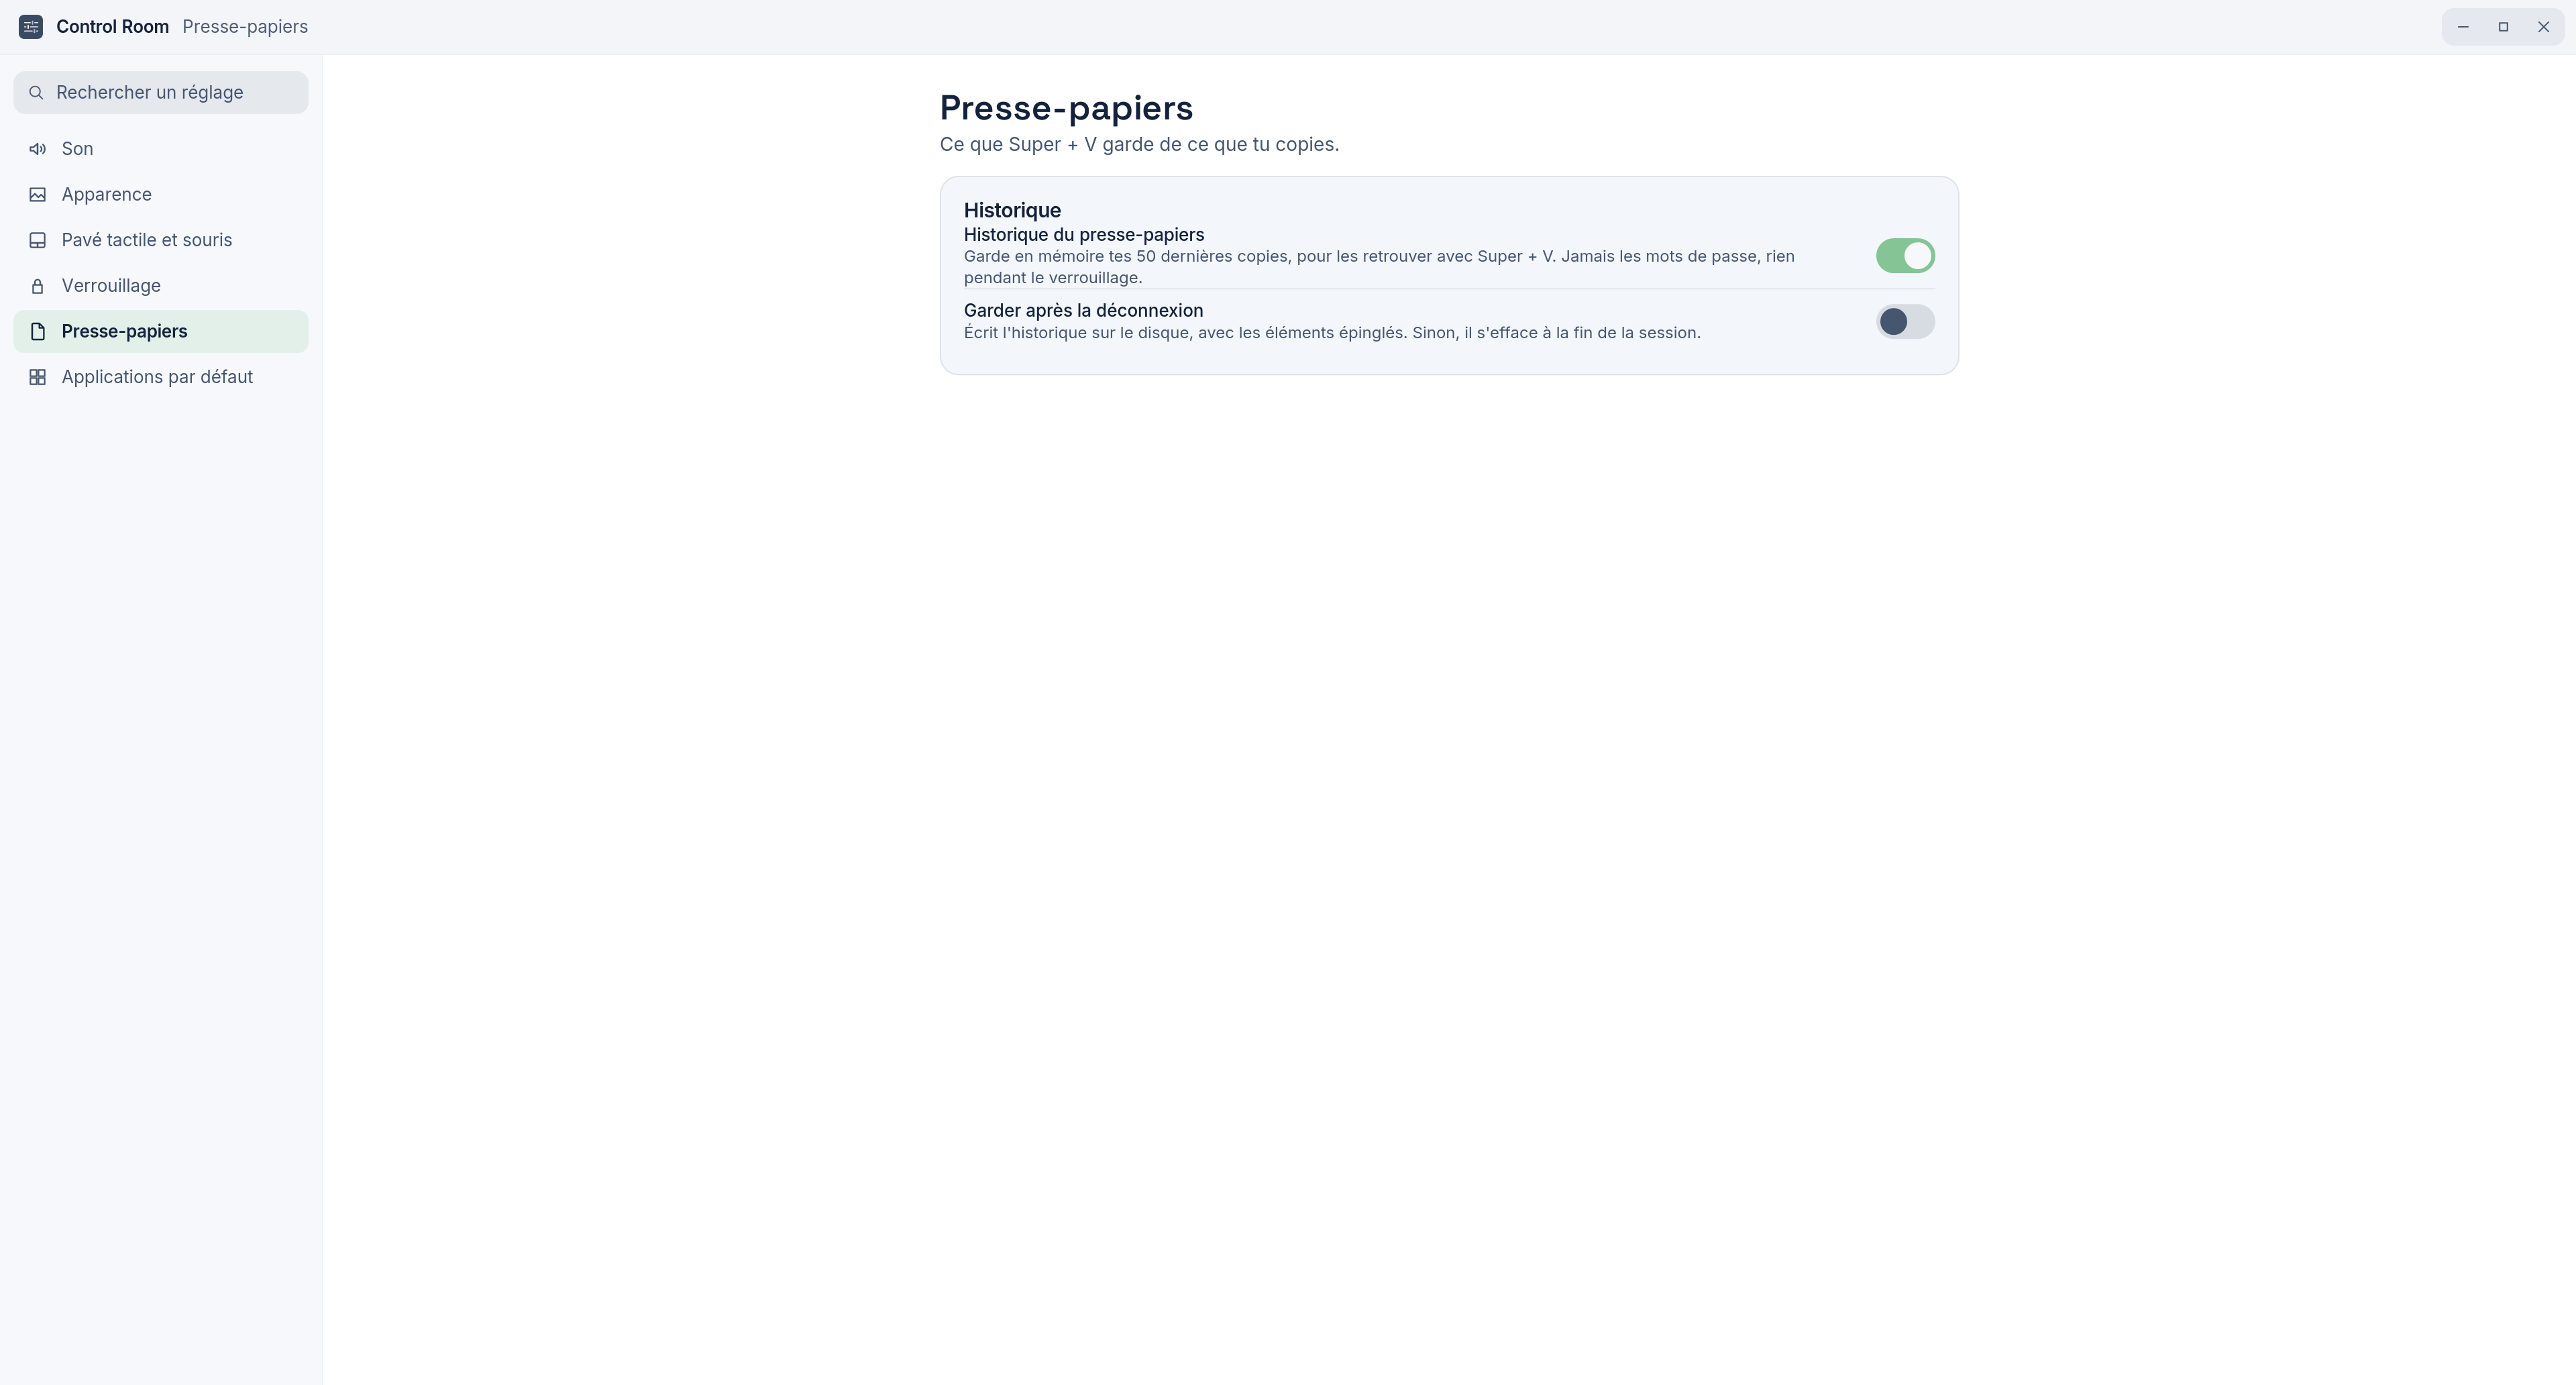 Control Room Presse-papiers
Rechercher un réglage
Son
Apparence
Pavé tactile et souris
Verrouillage
Presse-papiers
Applications par défaut
Presse-papiers
Ce que Super + V garde de ce que tu copies.
Historique
Historique du presse-papiers
Garde en mémoire tes 50 dernières copies, pour les retrouver avec Super + V. Jamais les mots de passe, rien
pendant le verrouillage.
Garder après la déconnexion
Écrit l'historique sur le disque, avec les éléments épinglés. Sinon, il s'efface à la fin de la session.